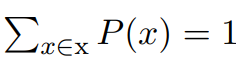 ∑x∈x P(x) = 1